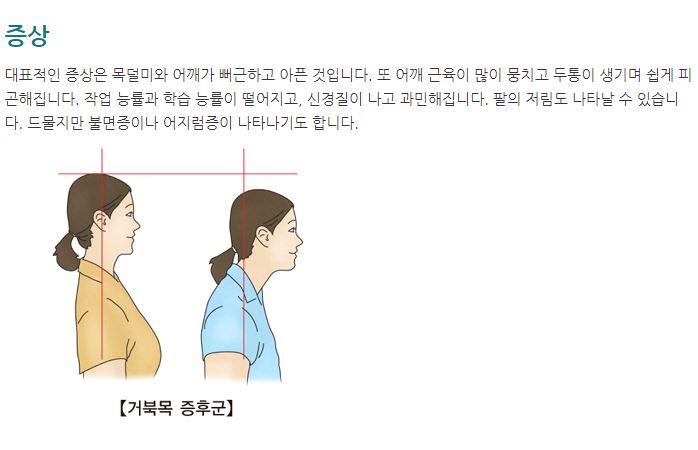 증상
대표적인 증상은 목덜미와 어깨가 뻐근하고 아픈 것입니다. 또 어깨 근육이 많이 뭉치고 두통이 생기며 쉽게 피
곤해집니다. 작업 능률과 학습 능률이 떨어지고, 신경질이 나고 과민해집니다. 팔의 저림도 나타날 수 있습니
다. 드물지만 불면증이나 어지럼증이 나타나기도 합니다.
【거북목 증후군】